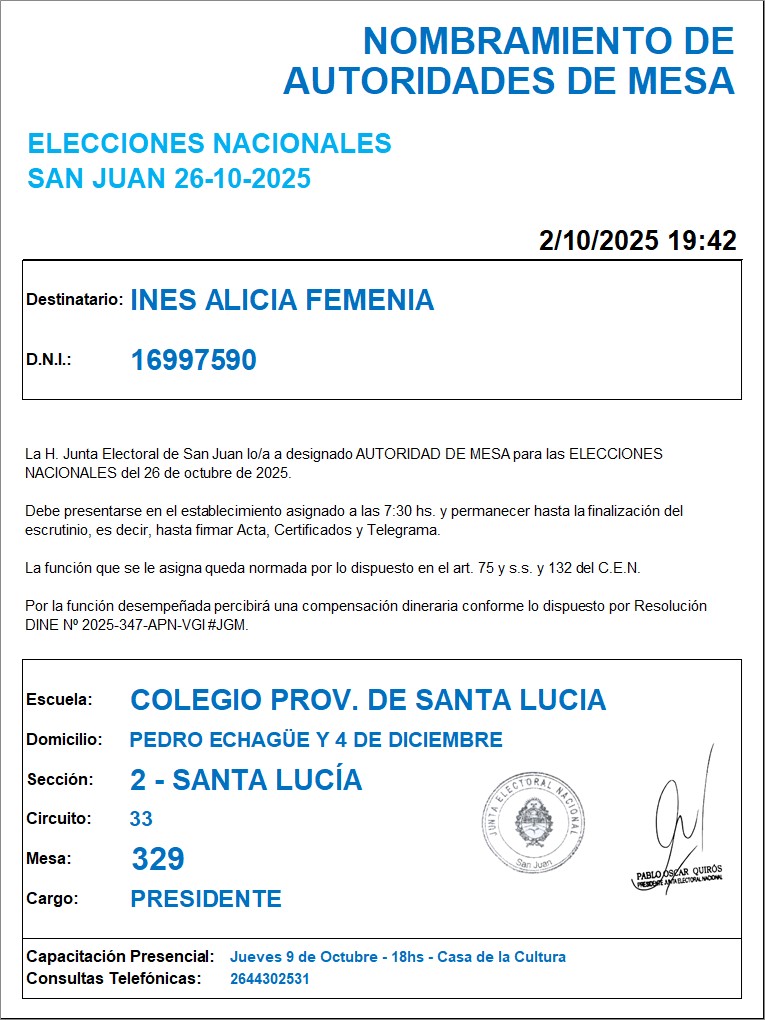 NOMBRAMIENTO DE
AUTORIDADES DE MESA
ELECCIONES NACIONALES
SAN JUAN 26-10-2025
2/10/2025 19:42
Destinatario: INES ALICIA FEMENIA
D.N.I.: 16997590
La H. Junta Electoral de San Juan lo/a a designado AUTORIDAD DE MESA para las ELECCIONES
NACIONALES del 26 de octubre de 2025.
Debe presentarse en el establecimiento asignado a las 7:30 hs. y permanecer hasta la finalización del
escrutinio, es decir, hasta firmar Acta, Certificados y Telegrama.
La función que se le asigna queda normada por lo dispuesto en el art. 75 y s.s. y 132 del C.E.N.
Por la función desempeñada percibirá una compensación dineraria conforme lo dispuesto por Resolución
DINE Nº 2025-347-APN-VGI#JGM.
Escuela: COLEGIO PROV. DE SANTA LUCIA
Domicilio: PEDRO ECHAGÜE Y 4 DE DICIEMBRE
Sección: 2 - SANTA LUCÍA
Circuito: 33
Mesa: 329
Cargo: PRESIDENTE
JUNTA ELECTORAL NACIONAL
San Juan
PABLO OSCAR QUIRÓS
PRESIDENTE JUNTA ELECTORAL NACIONAL
Capacitación Presencial: Jueves 9 de Octubre - 18hs - Casa de la Cultura
Consultas Telefónicas: 2644302531